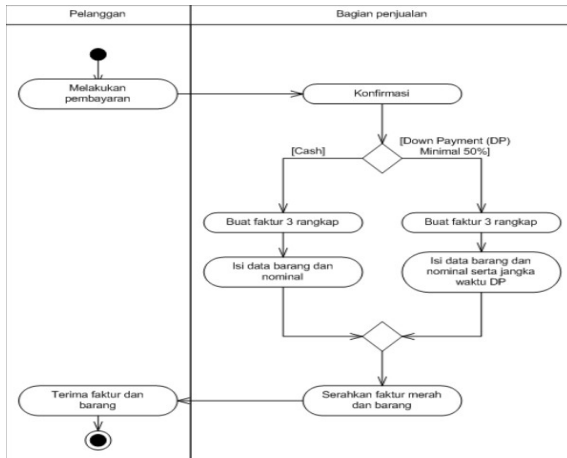 Pelanggan
Bagian penjualan
Melakukan
pembayaran
Konfirmasi
[Cash]
[Down Payment (DP)
Minimal 50%]
Buat faktur 3 rangkap
Buat faktur 3 rangkap
Isi data barang dan
nominal
Isi data barang dan
nominal serta jangka
waktu DP
Terima faktur dan
barang
Serahkan faktur merah
dan barang